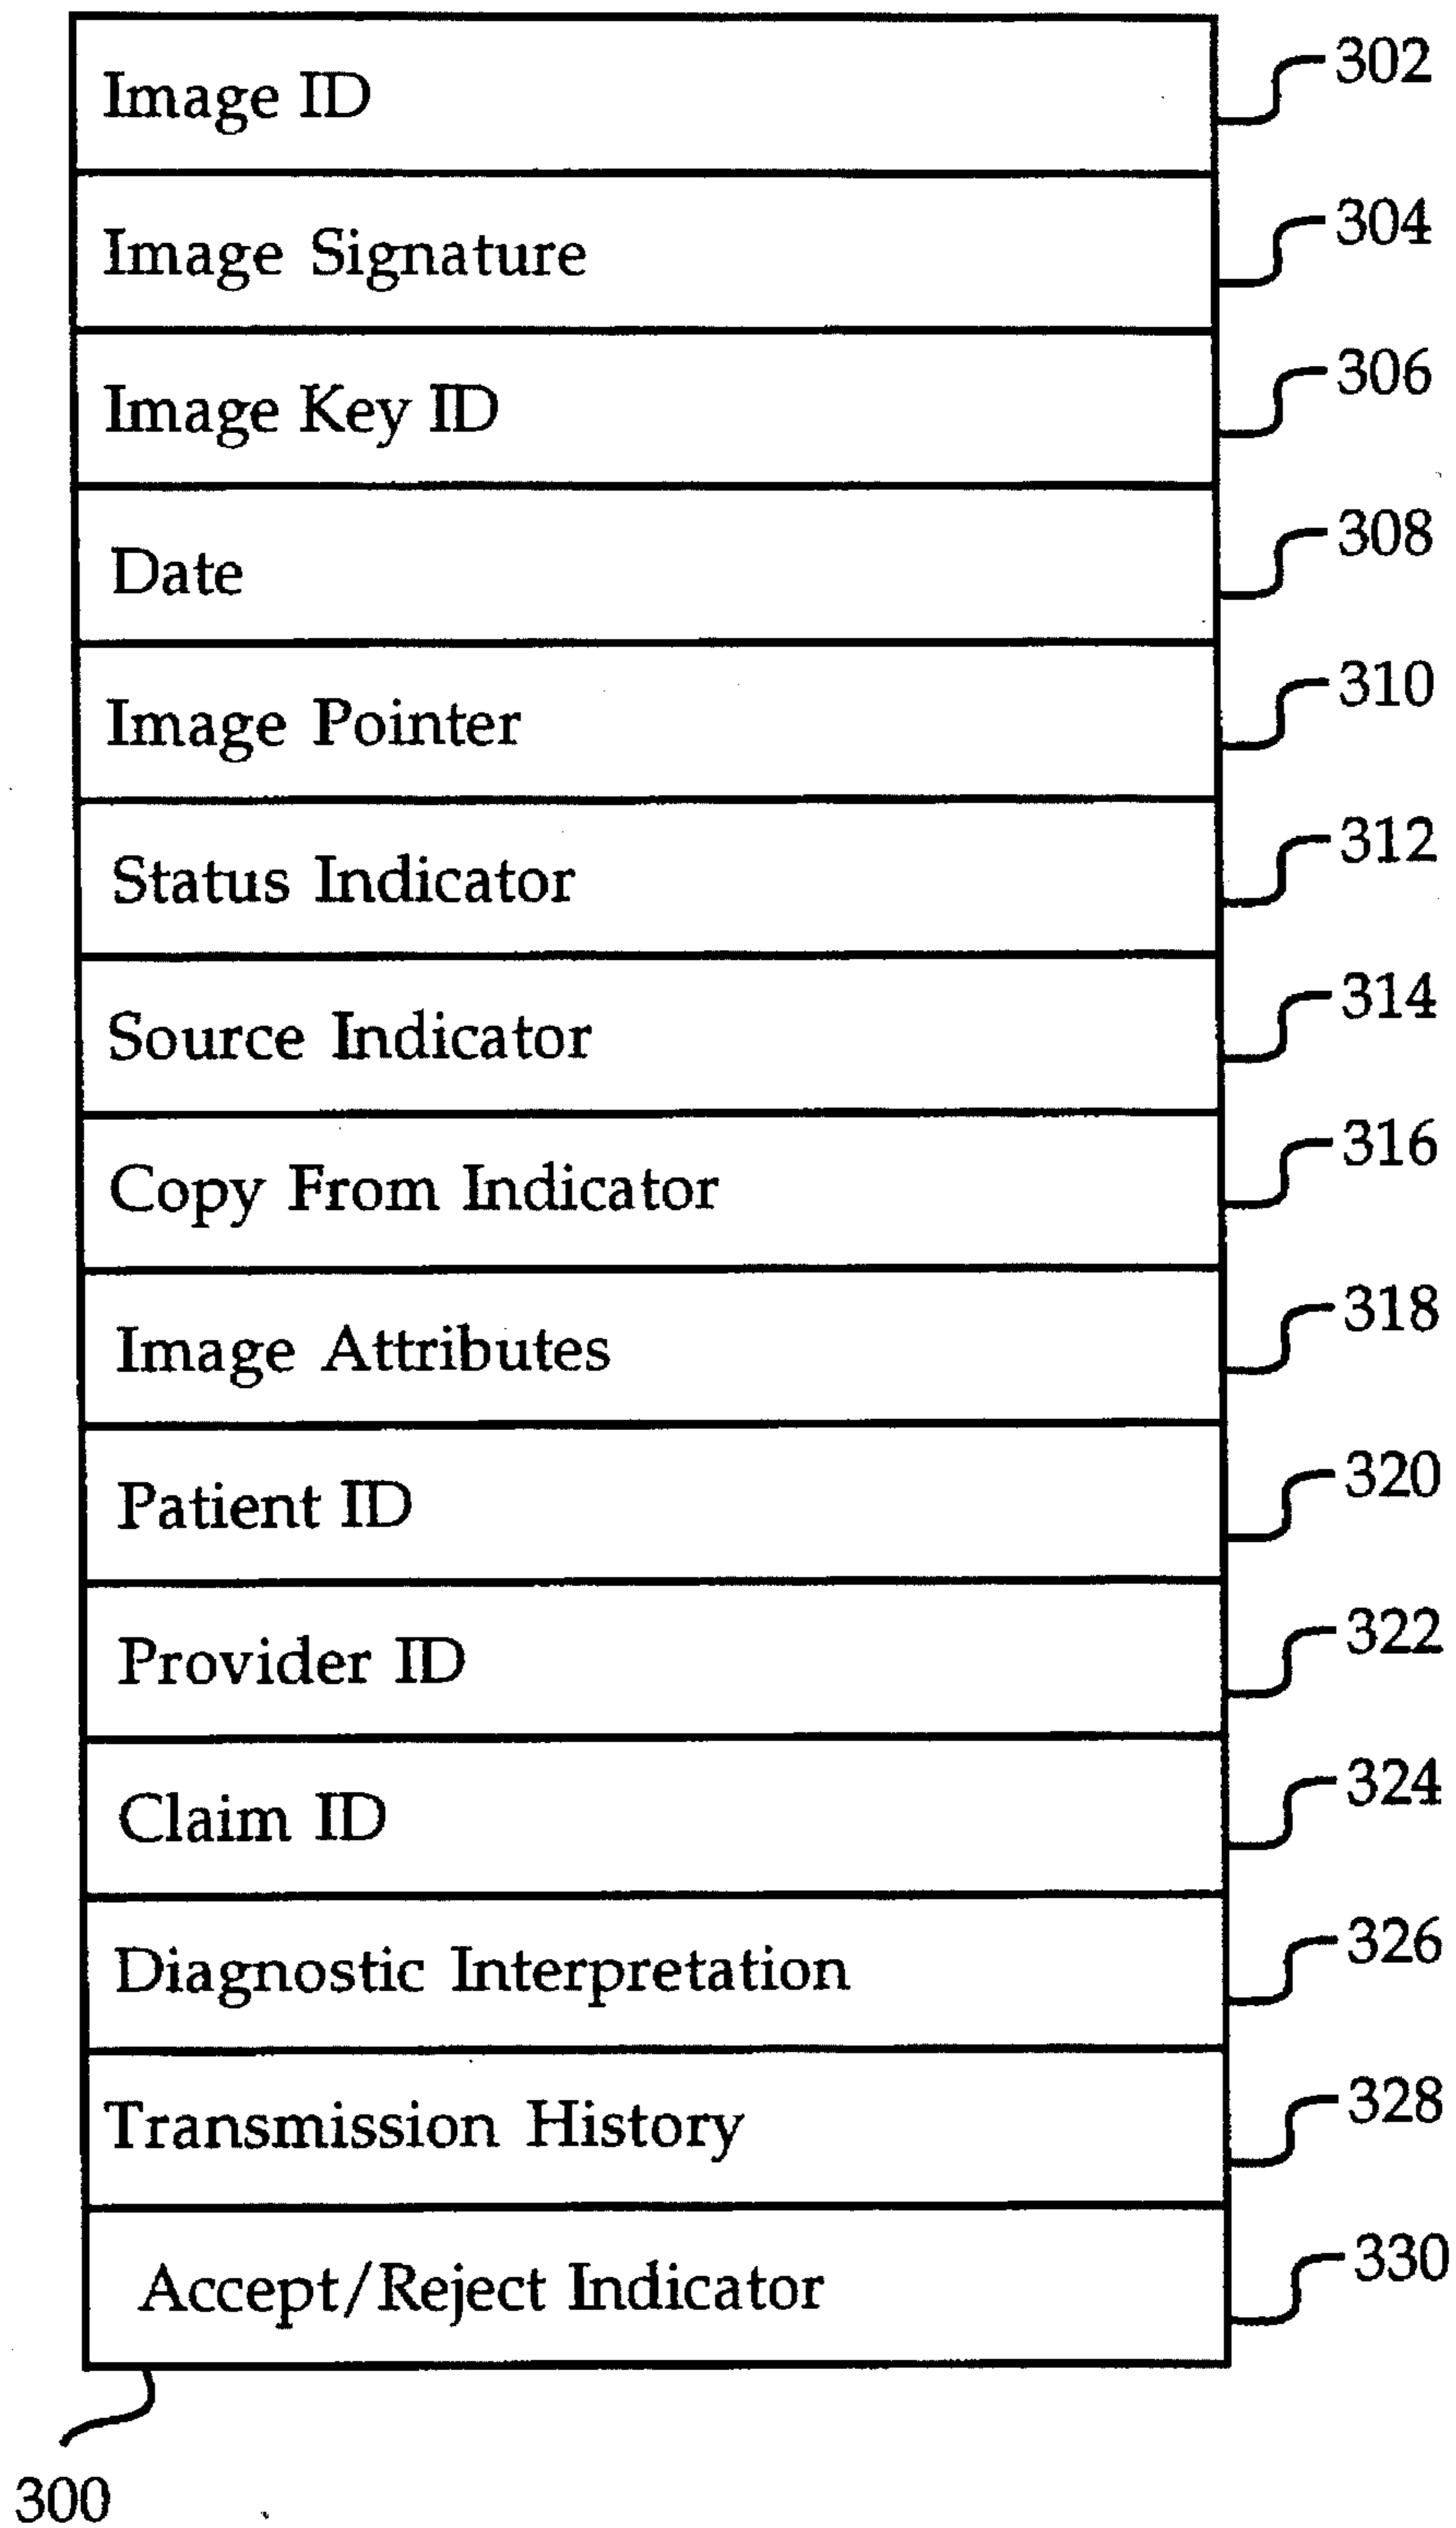 Image ID 302
Image Signature 304
Image Key ID 306
Date 308
Image Pointer 310
Status Indicator 312
Source Indicator 314
Copy From Indicator 316
Image Attributes 318
Patient ID 320
Provider ID 322
Claim ID 324
Diagnostic Interpretation 326
Transmission History 328
Accept/Reject Indicator 330
300